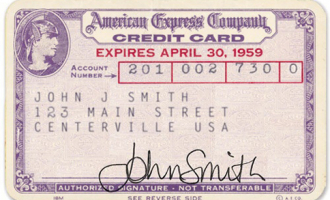 American Express Company
CREDIT CARD
EXPIRES APRIL 30, 1959
ACCOUNT NUMBER 201 002 730 0
JOHN J SMITH
123 MAIN STREET
CENTERVILLE USA
John Smith
AUTHORIZED SIGNATURE - NOT TRANSFERABLE
IBM SEE REVERSE SIDE